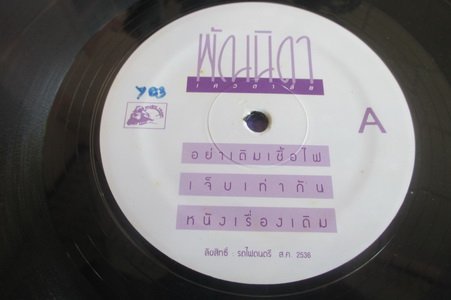 พัณนิดา
เศวตาสัย
A
อย่าเติมเชื้อไฟ
เจ็บเท่ากัน
หนังเรื่องเดิม
ลิขสิทธิ์ : รถไฟดนตรี ส.ค. 2536